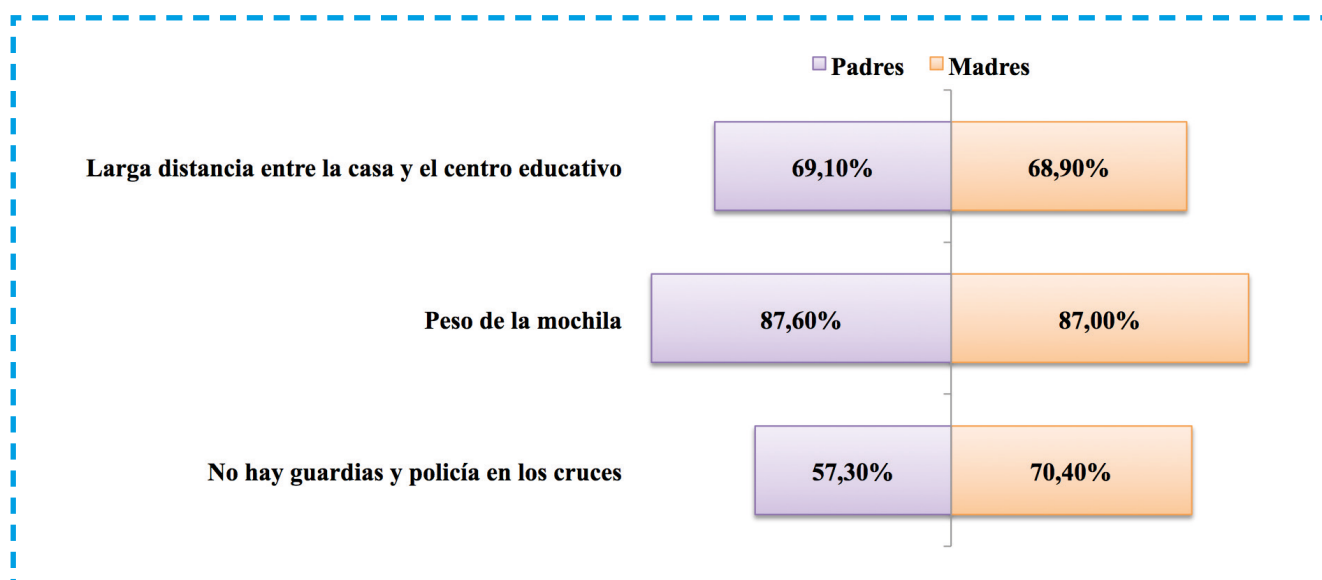 Padres Madres
Larga distancia entre la casa y el centro educativo
69,10% 68,90%
Peso de la mochila
87,60% 87,00%
No hay guardias y policía en los cruces
57,30% 70,40%